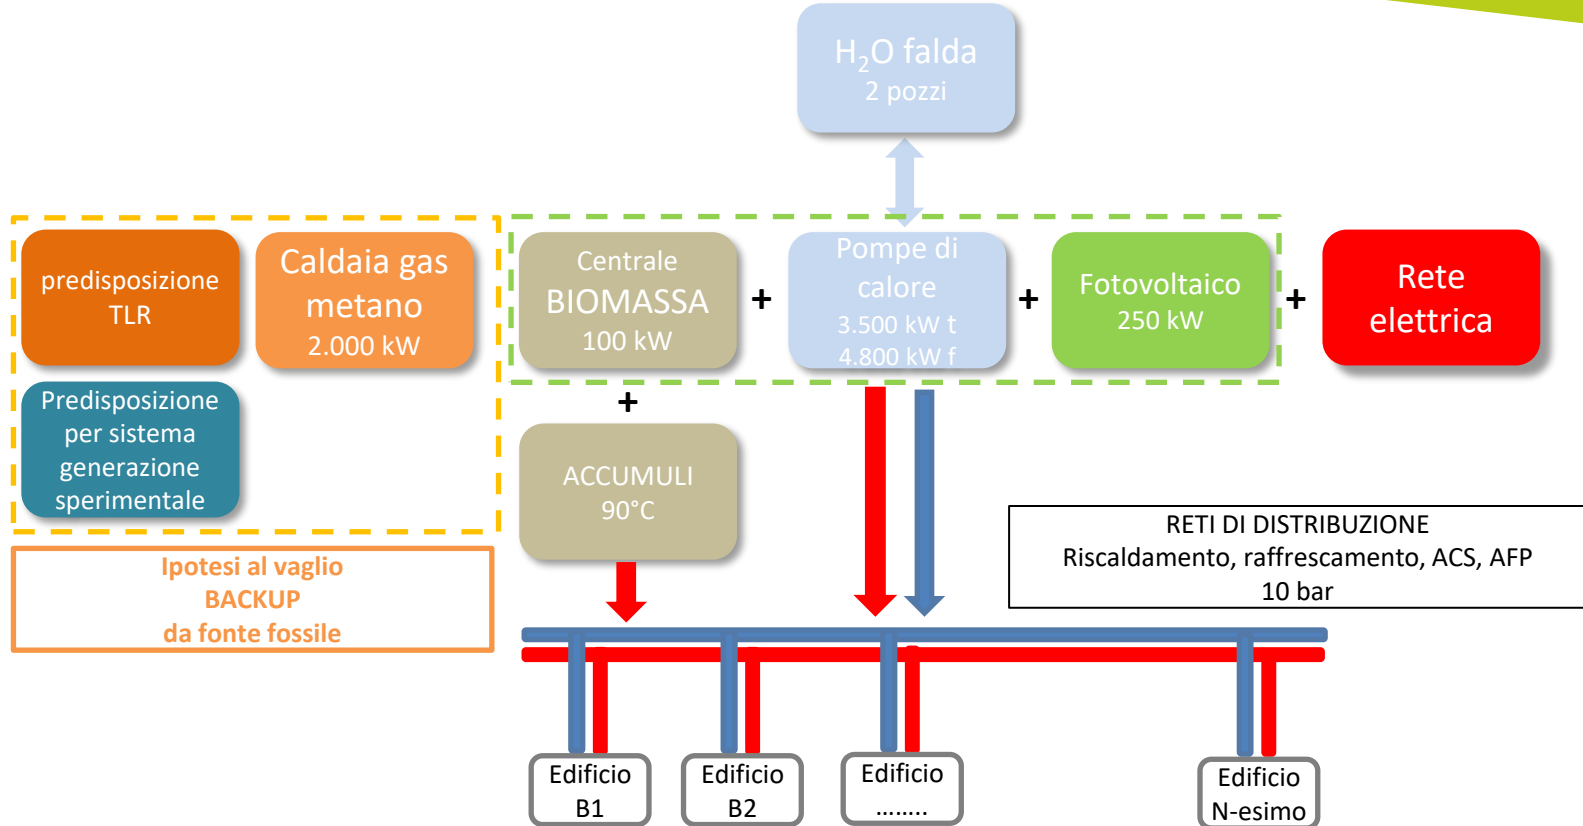 H₂O falda
2 pozzi
predisposizione
TLR
Caldaia gas
metano
2.000 kW
Centrale
BIOMASSA
100 kW
+
Pompe di
calore
3.500 kW t
4.800 kW f
+
Fotovoltaico
250 kW
+
Rete
elettrica
Predisposizione
per sistema
generazione
sperimentale
+
ACCUMULI
90°C
Ipotesi al vaglio
BACKUP
da fonte fossile
RETI DI DISTRIBUZIONE
Riscaldamento, raffrescamento, ACS, AFP
10 bar
Edificio
B1
Edificio
B2
Edificio
........
Edificio
N-esimo